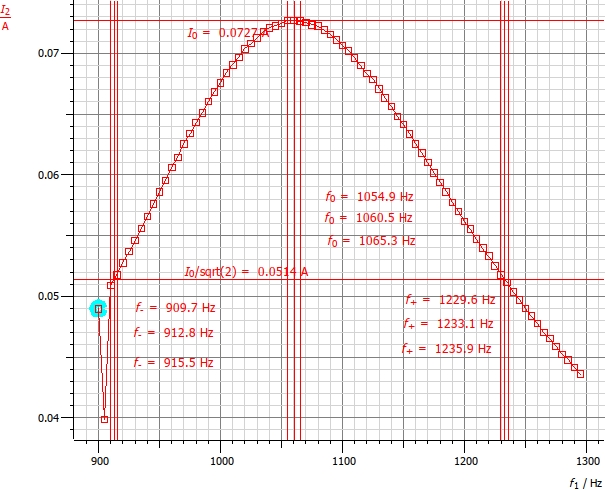 I₂
A
0.07
0.06
0.05
0.04
I₀ = 0.0727 A
f₀ = 1054.9 Hz
f₀ = 1060.5 Hz
f₀ = 1065.3 Hz
I₀/sqrt(2) = 0.0514 A
f₋ = 909.7 Hz
f₋ = 912.8 Hz
f₋ = 915.5 Hz
f₊ = 1229.6 Hz
f₊ = 1233.1 Hz
f₊ = 1235.9 Hz
900 1000 1100 1200 1300
f₁ / Hz